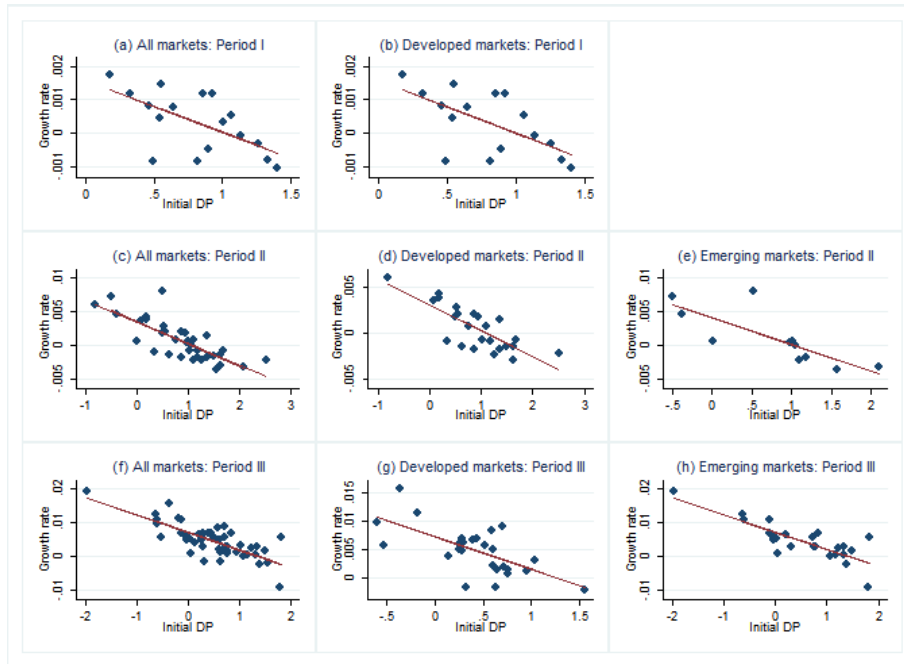 (a) All markets: Period I
(b) Developed markets: Period I
Growth rate
.002
.001
0
-.001
0
.5
1
1.5
Initial DP
Growth rate
.002
.001
0
-.001
0
.5
1
1.5
Initial DP
(c) All markets: Period II
(d) Developed markets: Period II
(e) Emerging markets: Period II
Growth rate
.01
.005
0
-.005
-1
0
1
2
3
Initial DP
Growth rate
.005
0
-.005
-1
0
1
2
3
Initial DP
Growth rate
.01
.005
0
-.005
-.5
0
.5
1
1.5
2
Initial DP
(f) All markets: Period III
(g) Developed markets: Period III
(h) Emerging markets: Period III
Growth rate
.02
.01
0
-.01
-2
-1
0
1
2
Initial DP
Growth rate
.015
.01
.005
0
-.5
0
.5
1
1.5
Initial DP
Growth rate
.02
.01
0
-.01
-2
-1
0
1
2
Initial DP